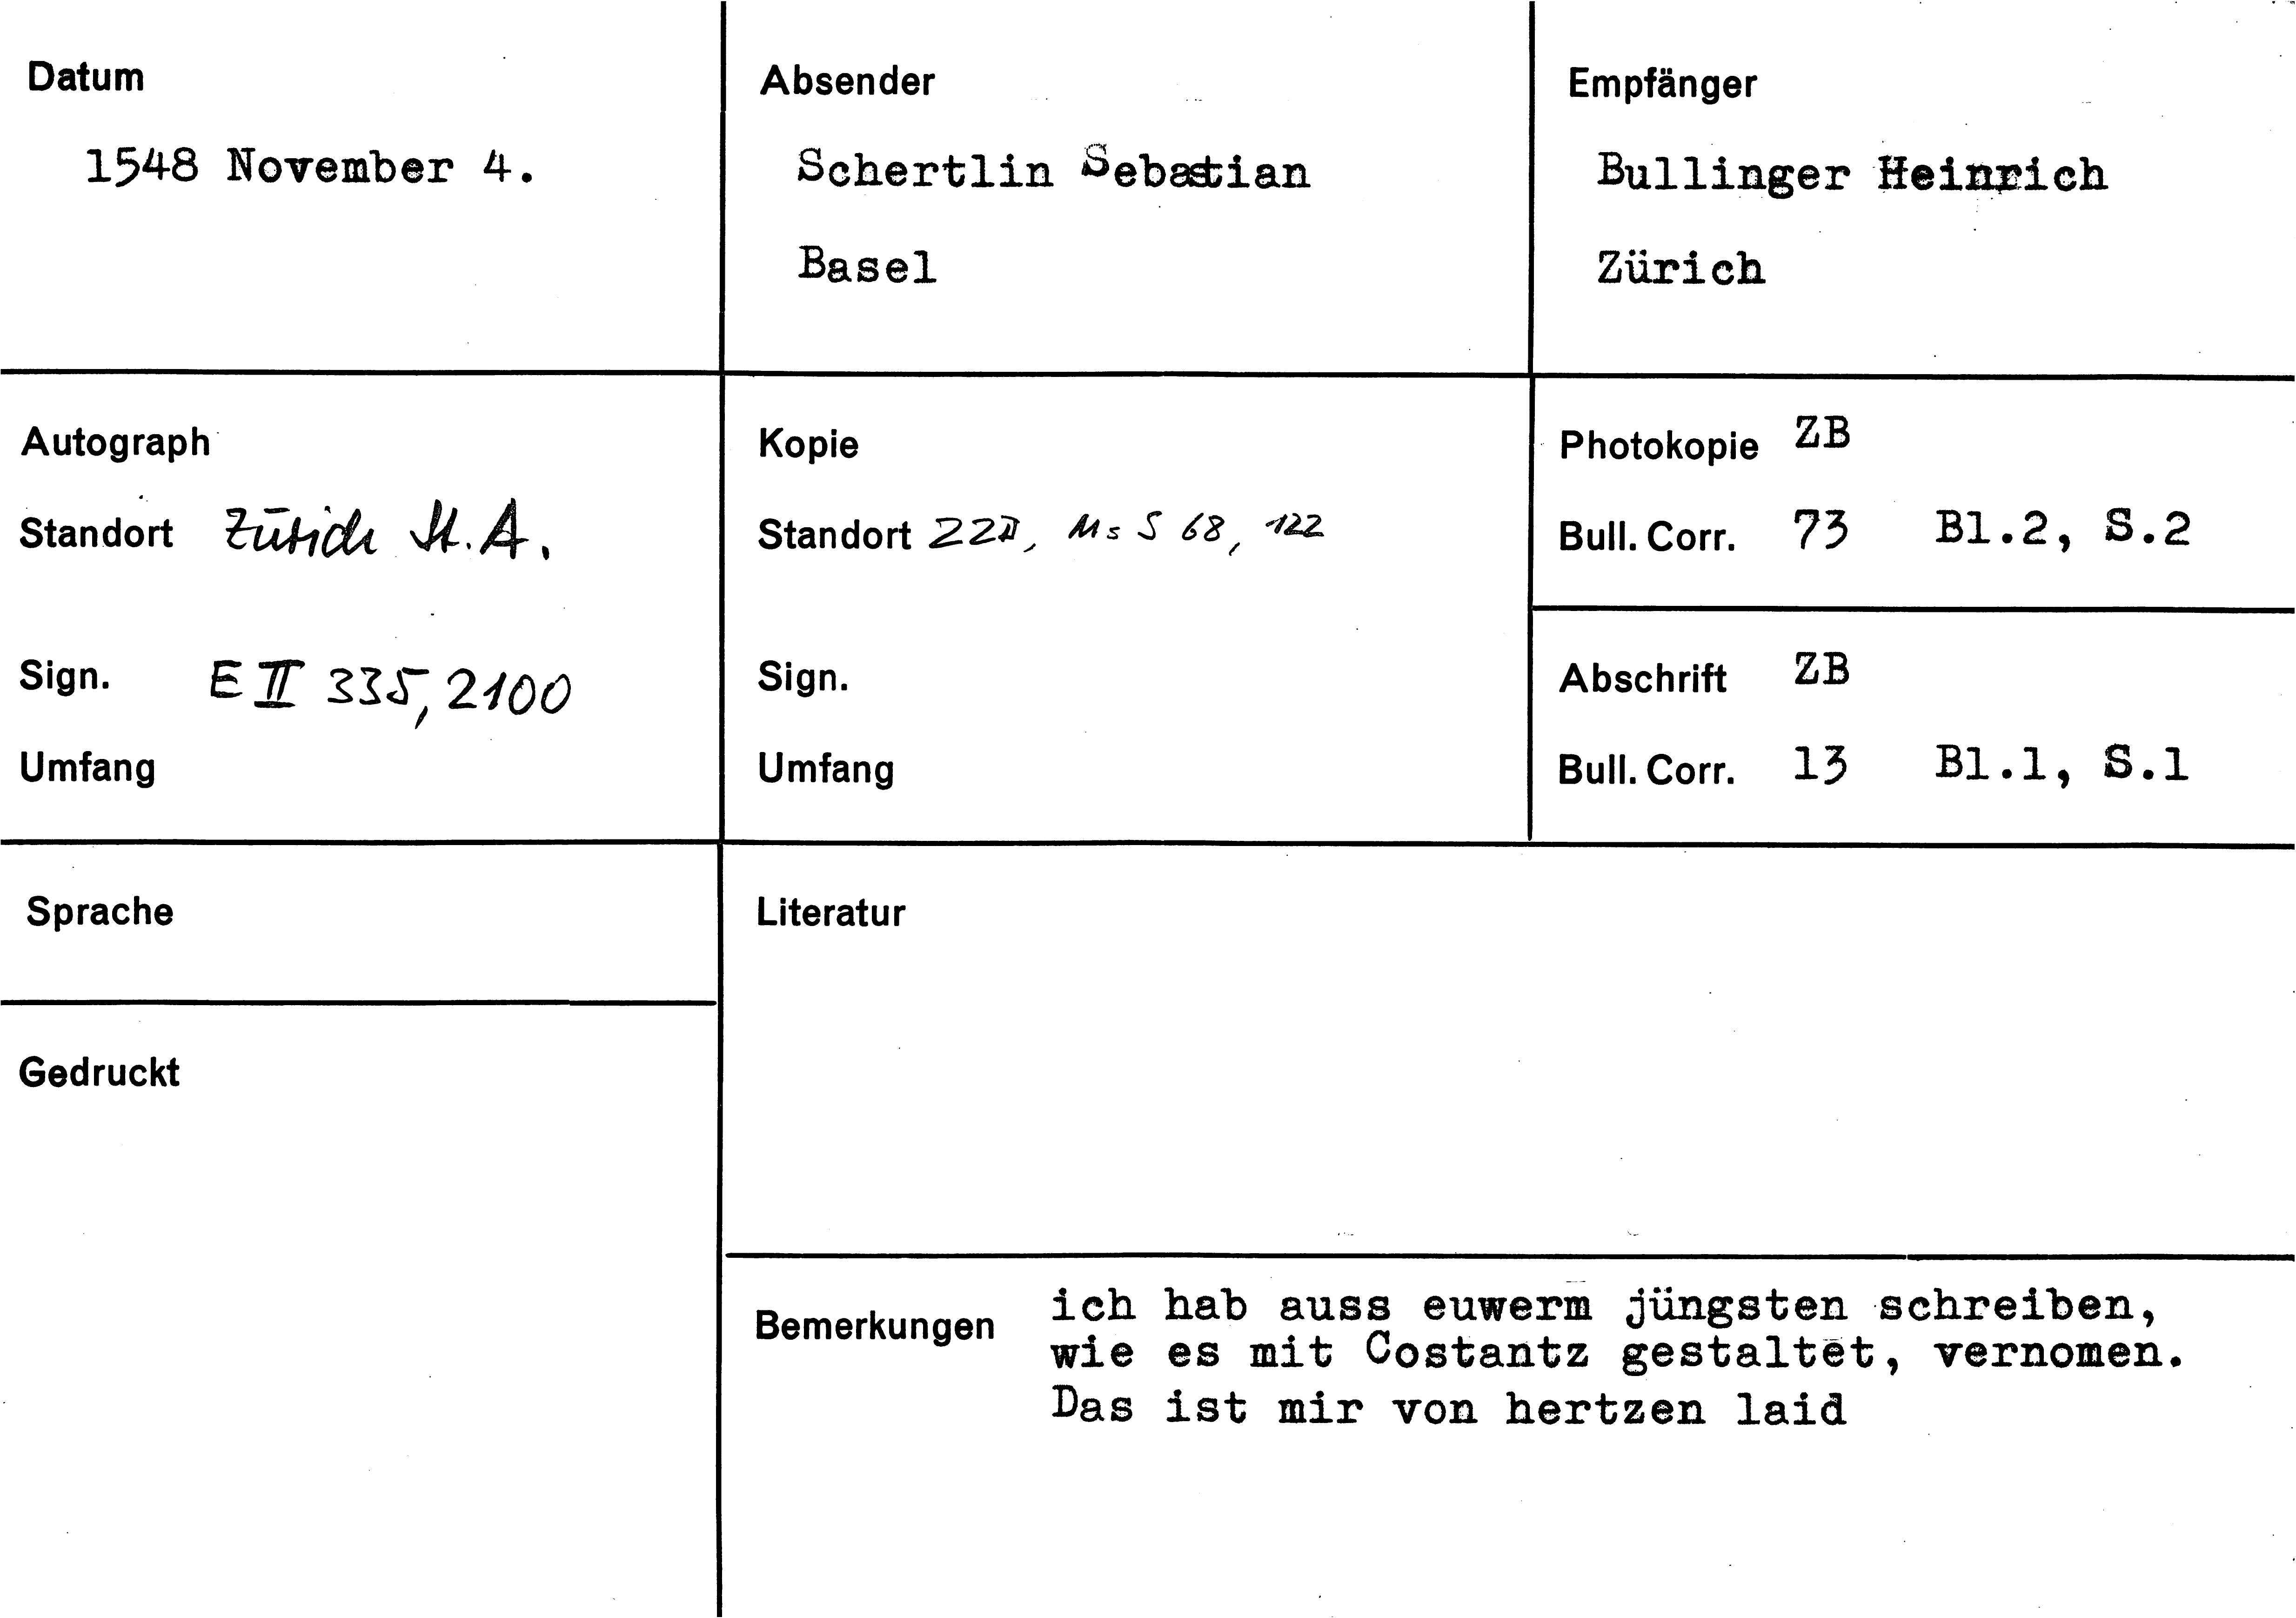 Datum
1548 November 4.
Absender
Schertlin Sebastian
Basel
Empfänger
Bullinger Heinrich
Zürich
Autograph
Standort Zürich St.A.
Sign. E II 335, 2100
Umfang
Kopie
Standort ZZB, Ms S 68, 122
Sign.
Umfang
Photokopie ZB
Bull. Corr. 73 Bl.2, S.2
Abschrift ZB
Bull. Corr. 13 Bl.1, S.1
Sprache
Gedruckt
Literatur
Bemerkungen ich hab auss euwerm jüngsten schreiben,
wie es mit Costantz gestaltet, vernomen.
Das ist mir von hertzen laid